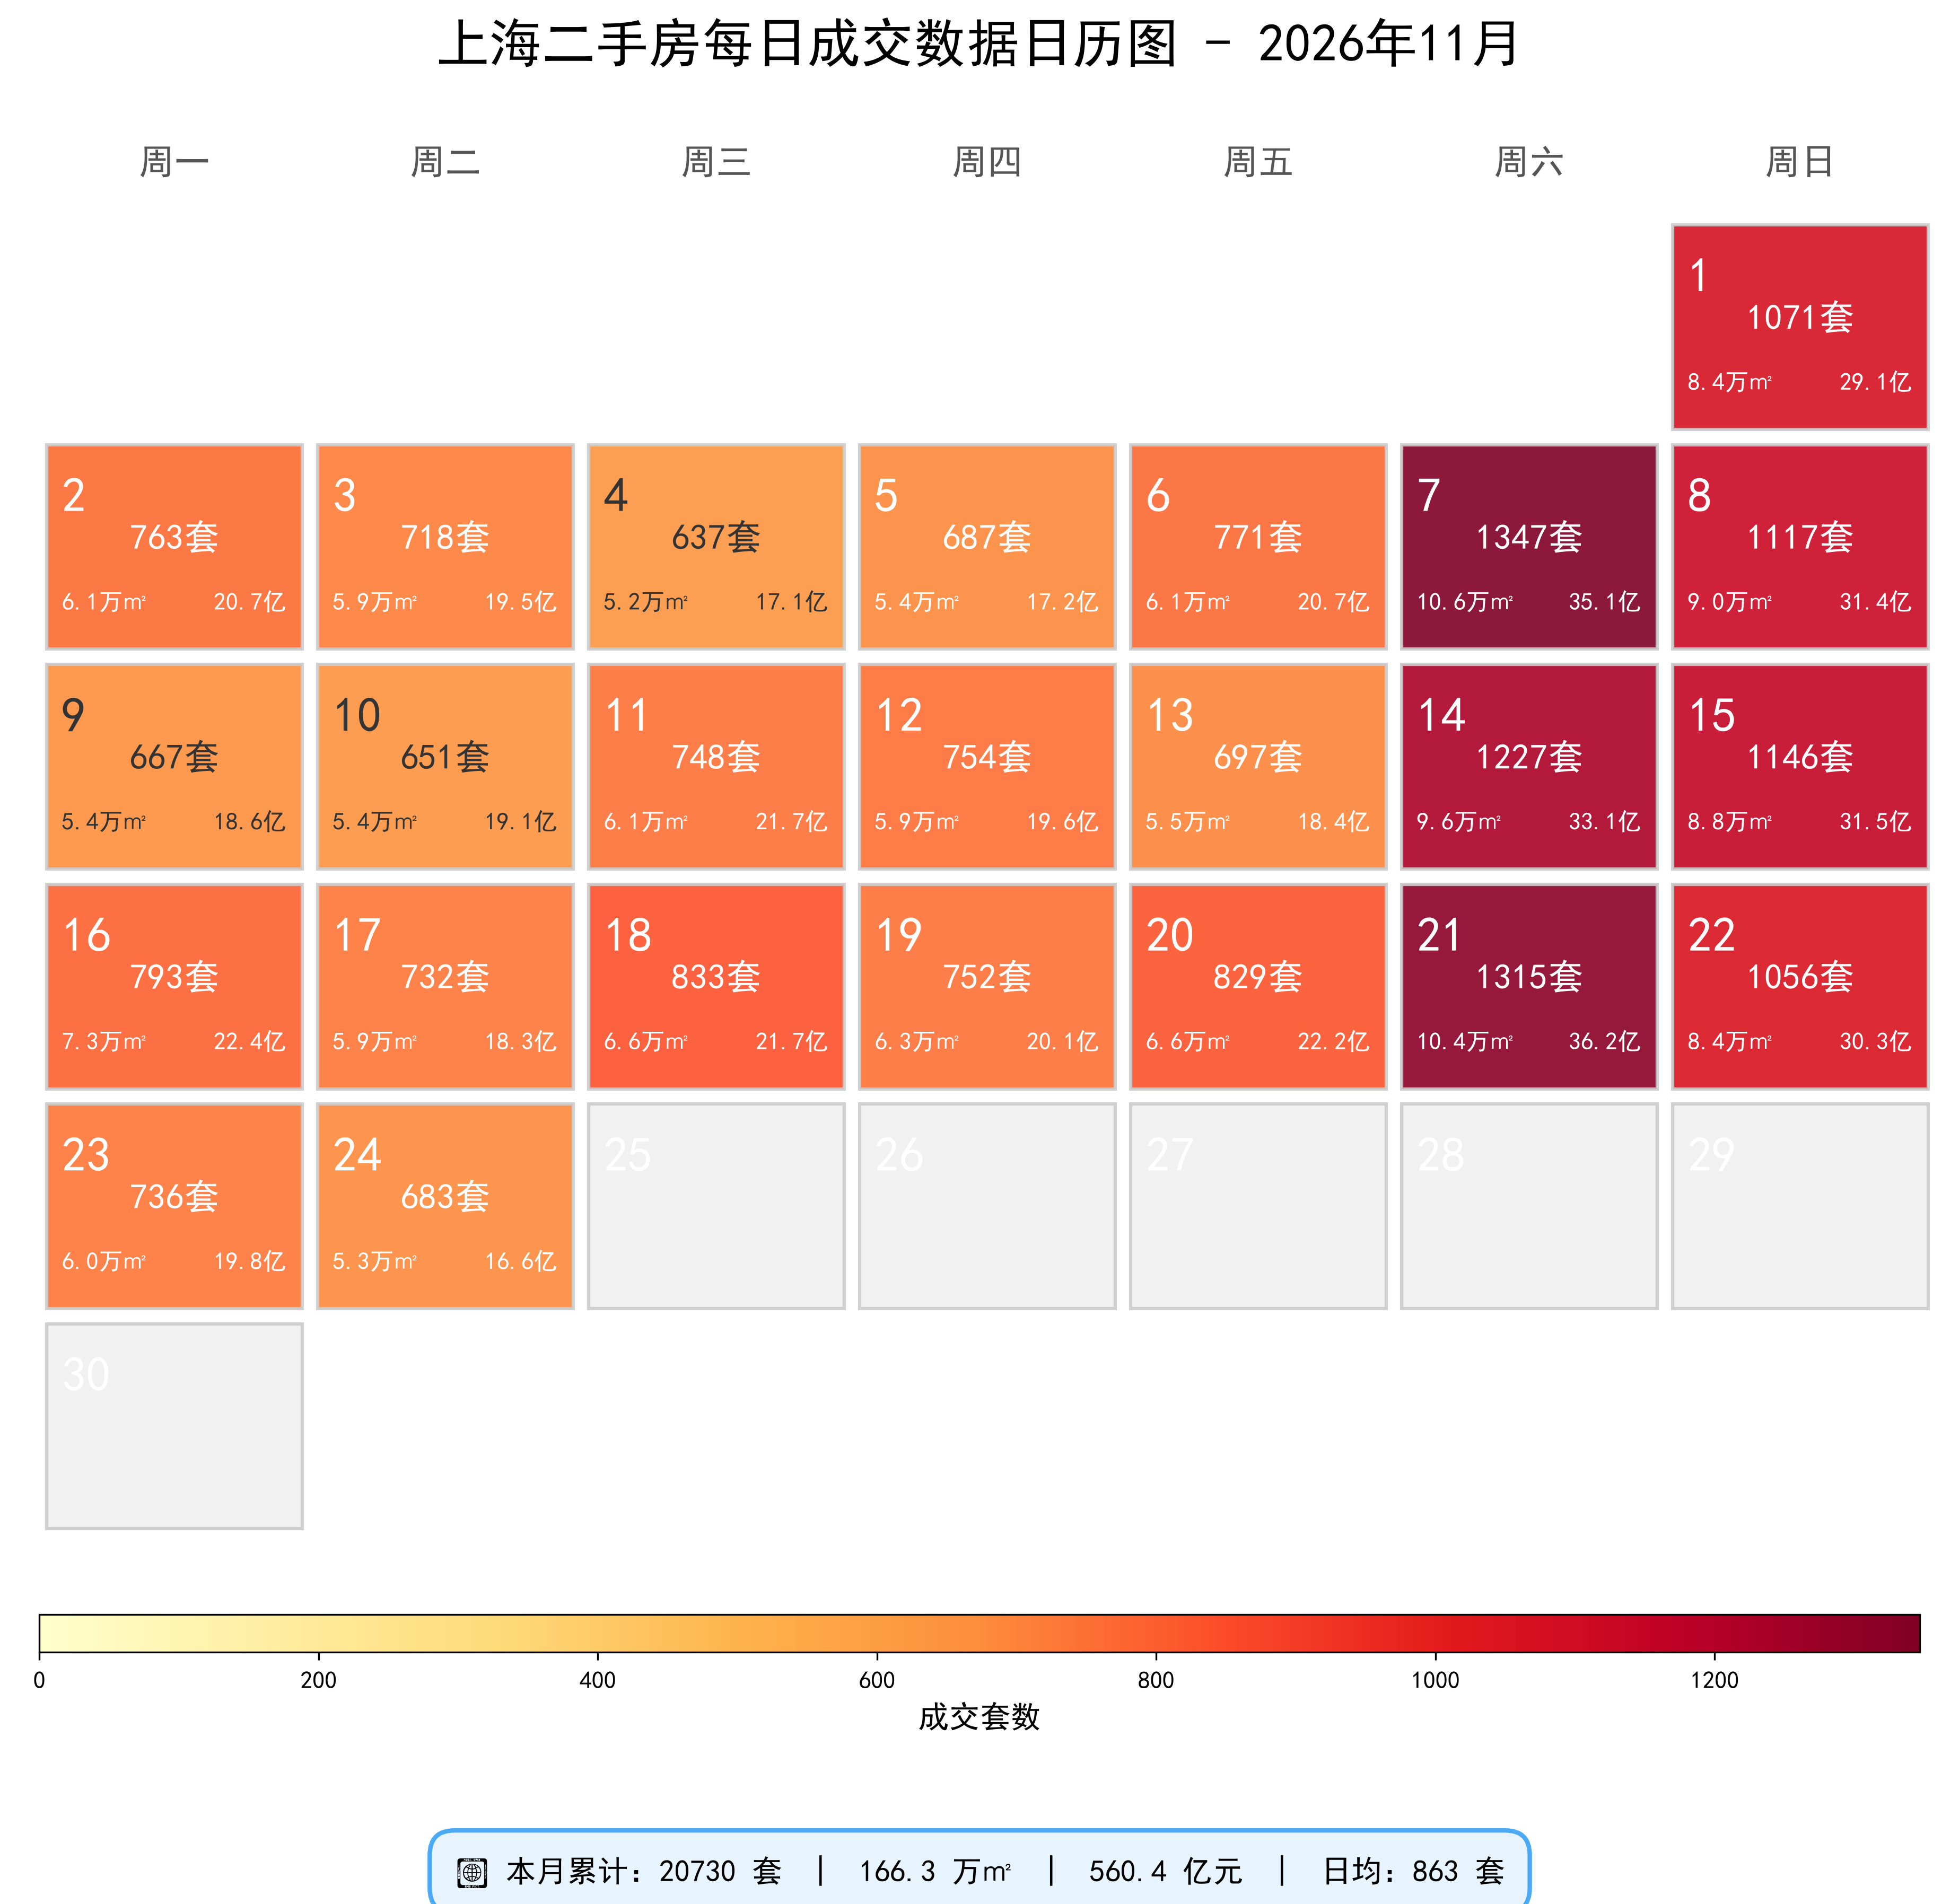 上海二手房每日成交数据日历图 - 2026年11月
周一 周二 周三 周四 周五 周六 周日
1
1071套
8.4万㎡ 29.1亿
2 3 4 5 6 7 8
763套 718套 637套 687套 771套 1347套 1117套
6.1万㎡ 20.7亿 5.9万㎡ 19.5亿 5.2万㎡ 17.1亿 5.4万㎡ 17.2亿 6.1万㎡ 20.7亿 10.6万㎡ 35.1亿 9.0万㎡ 31.4亿
9 10 11 12 13 14 15
667套 651套 748套 754套 697套 1227套 1146套
5.4万㎡ 18.6亿 5.4万㎡ 19.1亿 6.1万㎡ 21.7亿 5.9万㎡ 19.6亿 5.5万㎡ 18.4亿 9.6万㎡ 33.1亿 8.8万㎡ 31.5亿
16 17 18 19 20 21 22
793套 732套 833套 752套 829套 1315套 1056套
7.3万㎡ 22.4亿 5.9万㎡ 18.3亿 6.6万㎡ 21.7亿 6.3万㎡ 20.1亿 6.6万㎡ 22.2亿 10.4万㎡ 36.2亿 8.4万㎡ 30.3亿
23 24 25 26 27 28 29
736套 683套
6.0万㎡ 19.8亿 5.3万㎡ 16.6亿
30
0 200 400 600 800 1000 1200
成交套数
本月累计：20730 套 | 166.3 万㎡ | 560.4 亿元 | 日均：863 套